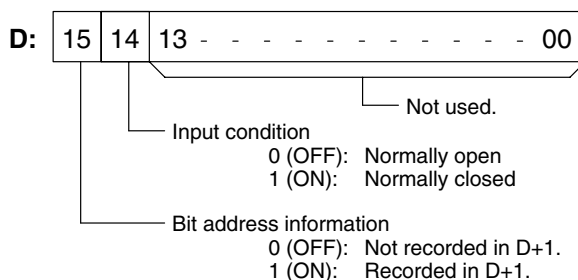 D: 15 14 13 - - - - - - - - - - - - 00
Not used.
Input condition
0 (OFF): Normally open
1 (ON): Normally closed
Bit address information
0 (OFF): Not recorded in D+1.
1 (ON): Recorded in D+1.